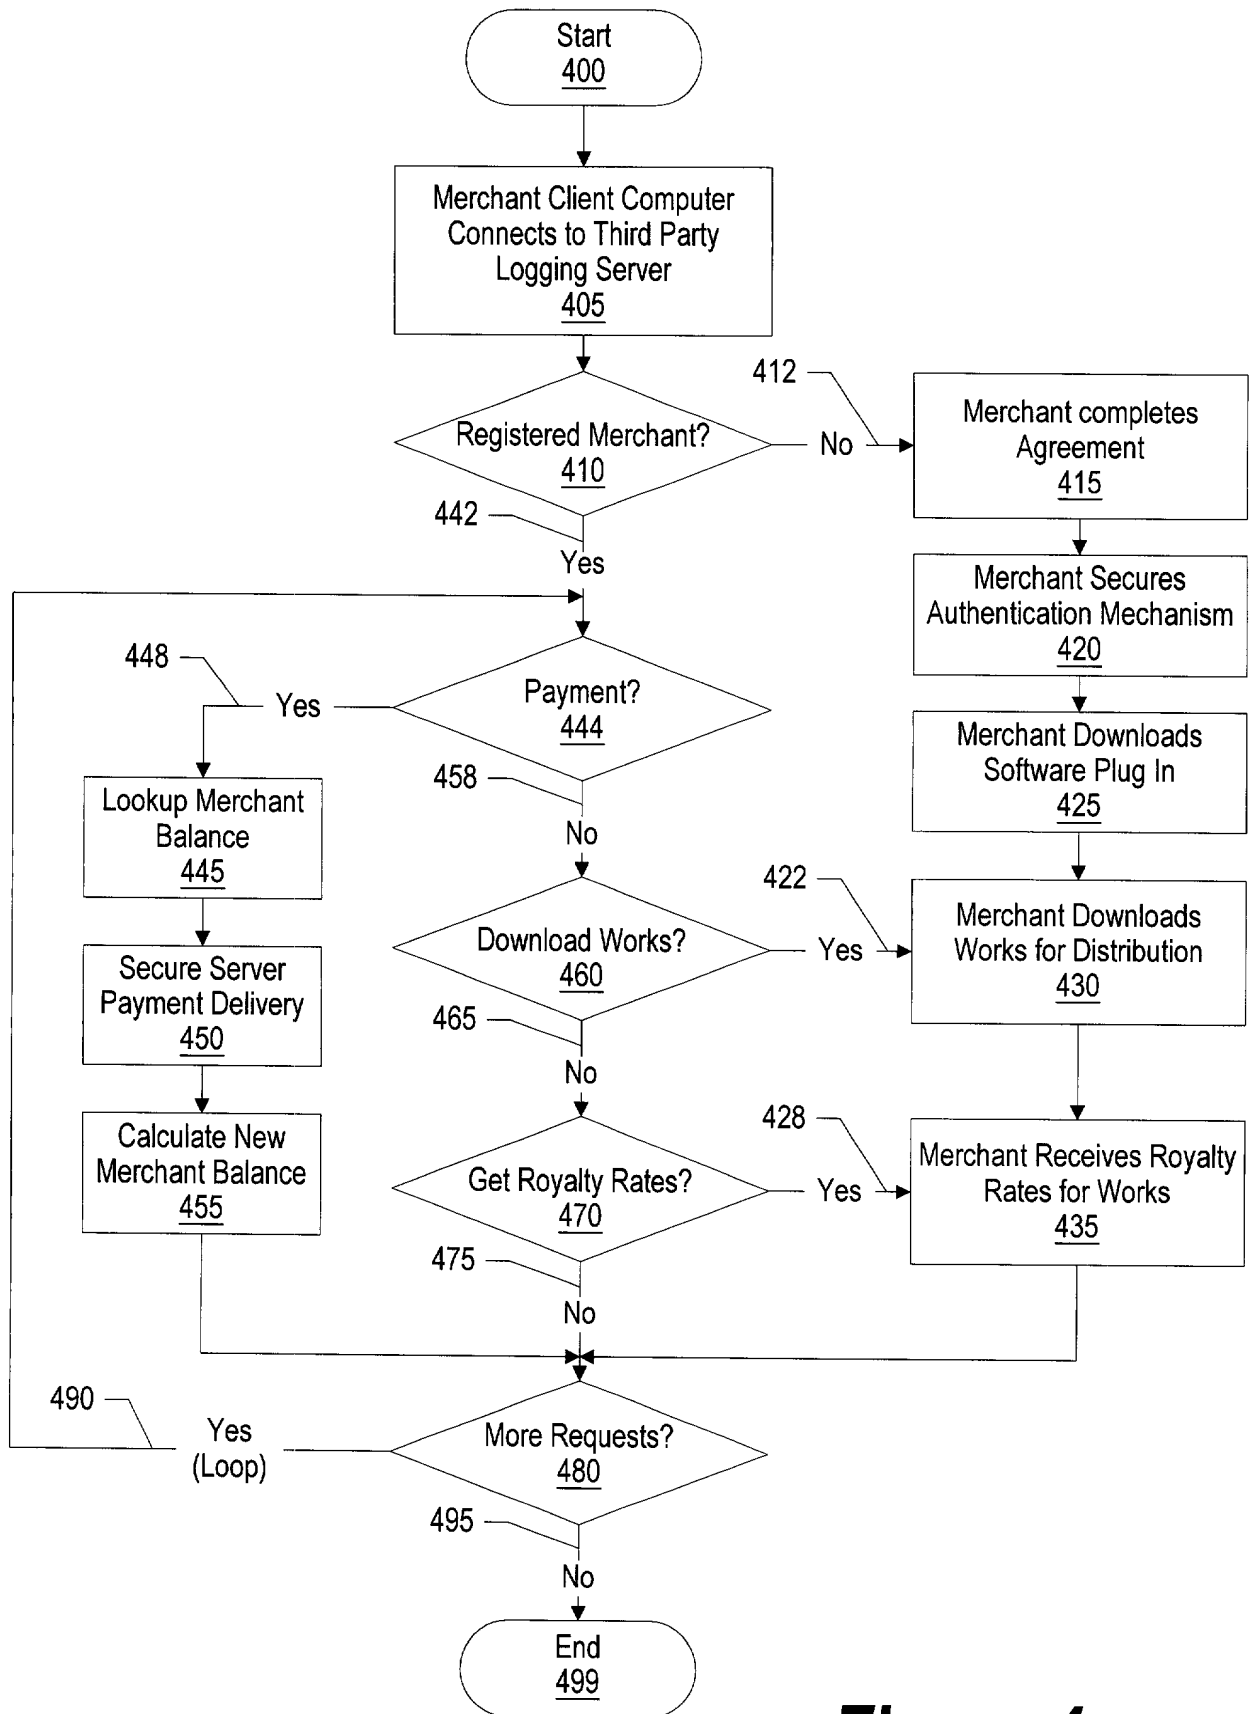 Start
400
Merchant Client Computer
Connects to Third Party
Logging Server
405
412
Registered Merchant?
410
No
Merchant completes
Agreement
415
442
Yes
Merchant Secures
Authentication Mechanism
420
448
Yes
Payment?
444
Merchant Downloads
Software Plug In
425
458
No
Lookup Merchant
Balance
445
422
Download Works?
460
Yes
Merchant Downloads
Works for Distribution
430
Secure Server
Payment Delivery
450
465
No
428
Calculate New
Merchant Balance
455
Get Royalty Rates?
470
Yes
Merchant Receives Royalty
Rates for Works
435
475
No
490
Yes
(Loop)
More Requests?
480
495
No
End
499